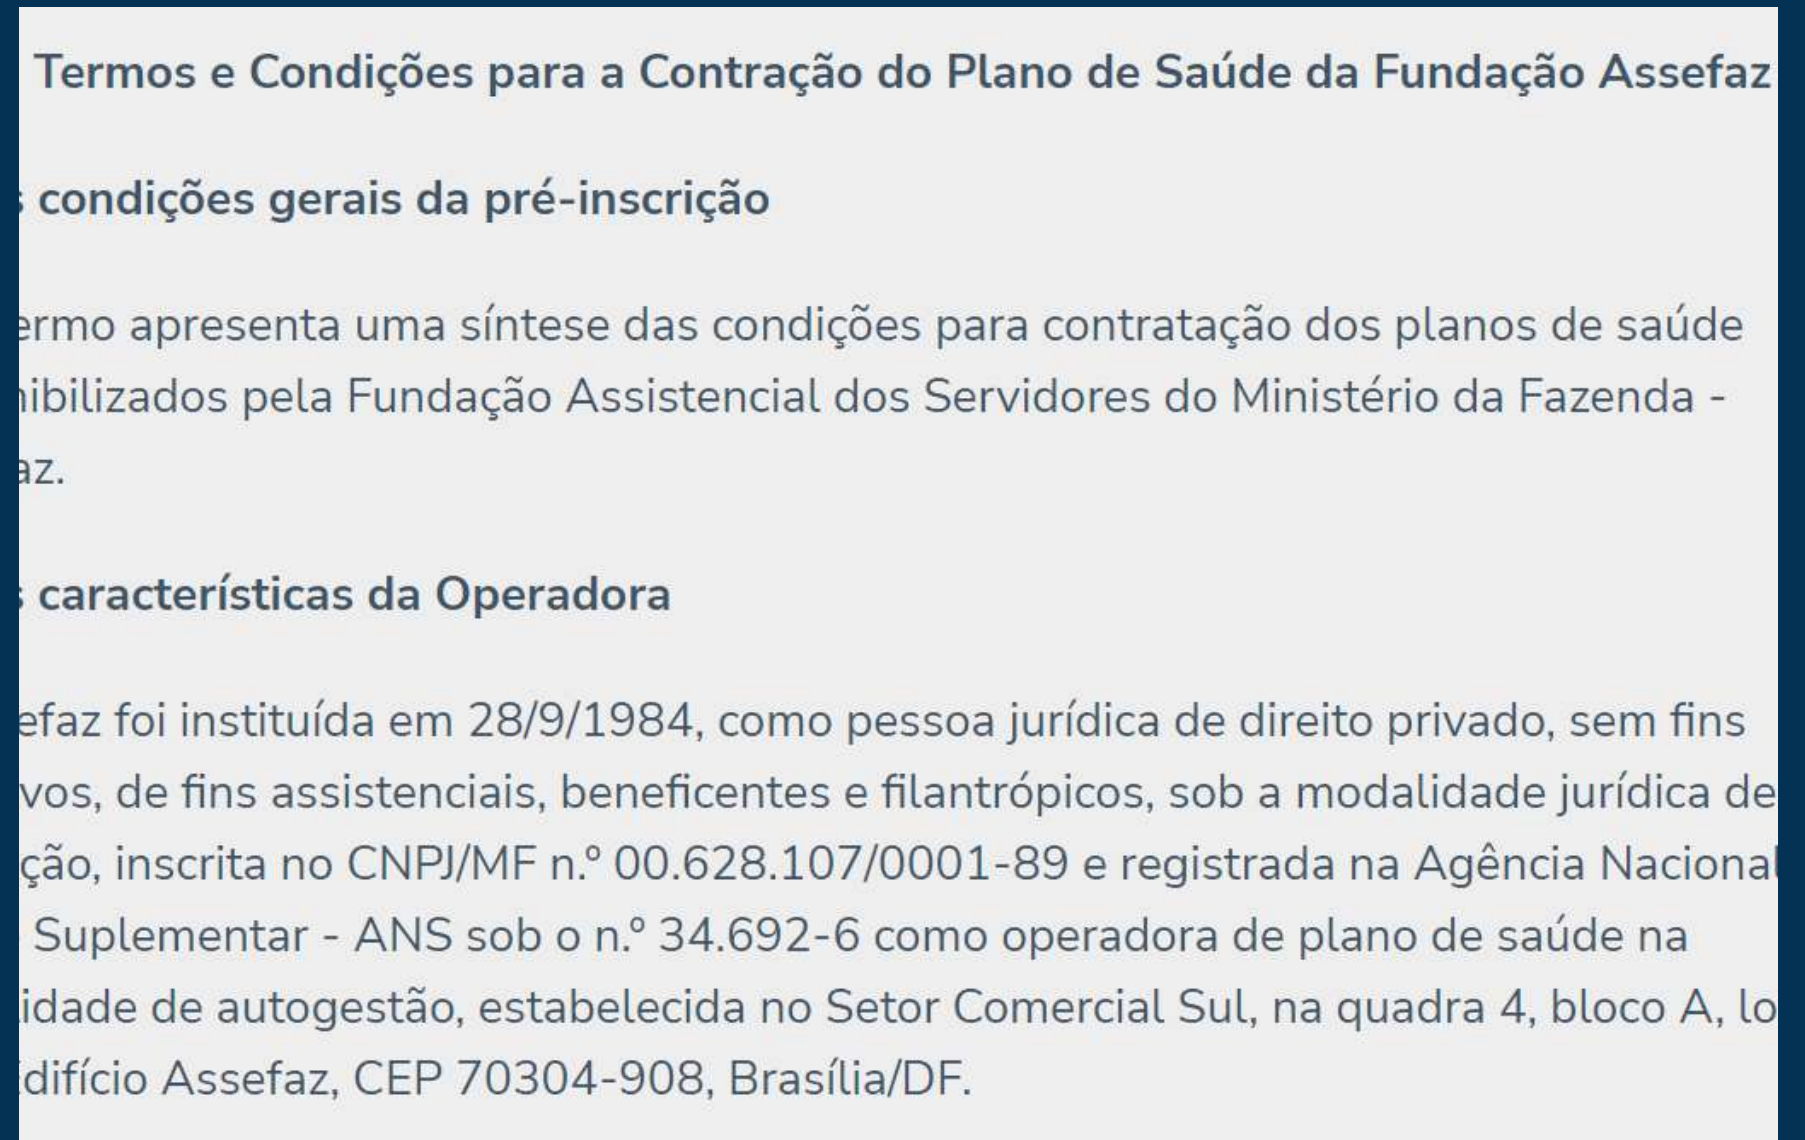 Termos e Condições para a Contração do Plano de Saúde da Fundação Assefaz
condições gerais da pré-inscrição
ermo apresenta uma síntese das condições para contratação dos planos de saúde
nibilizados pela Fundação Assistencial dos Servidores do Ministério da Fazenda -
az.
características da Operadora
efaz foi instituída em 28/9/1984, como pessoa jurídica de direito privado, sem fins
vos, de fins assistenciais, beneficentes e filantrópicos, sob a modalidade jurídica de
ção, inscrita no CNPJ/MF n.º 00.628.107/0001-89 e registrada na Agência Nacional
Suplementar - ANS sob o n.º 34.692-6 como operadora de plano de saúde na
idade de autogestão, estabelecida no Setor Comercial Sul, na quadra 4, bloco A, lo
difício Assefaz, CEP 70304-908, Brasília/DF.